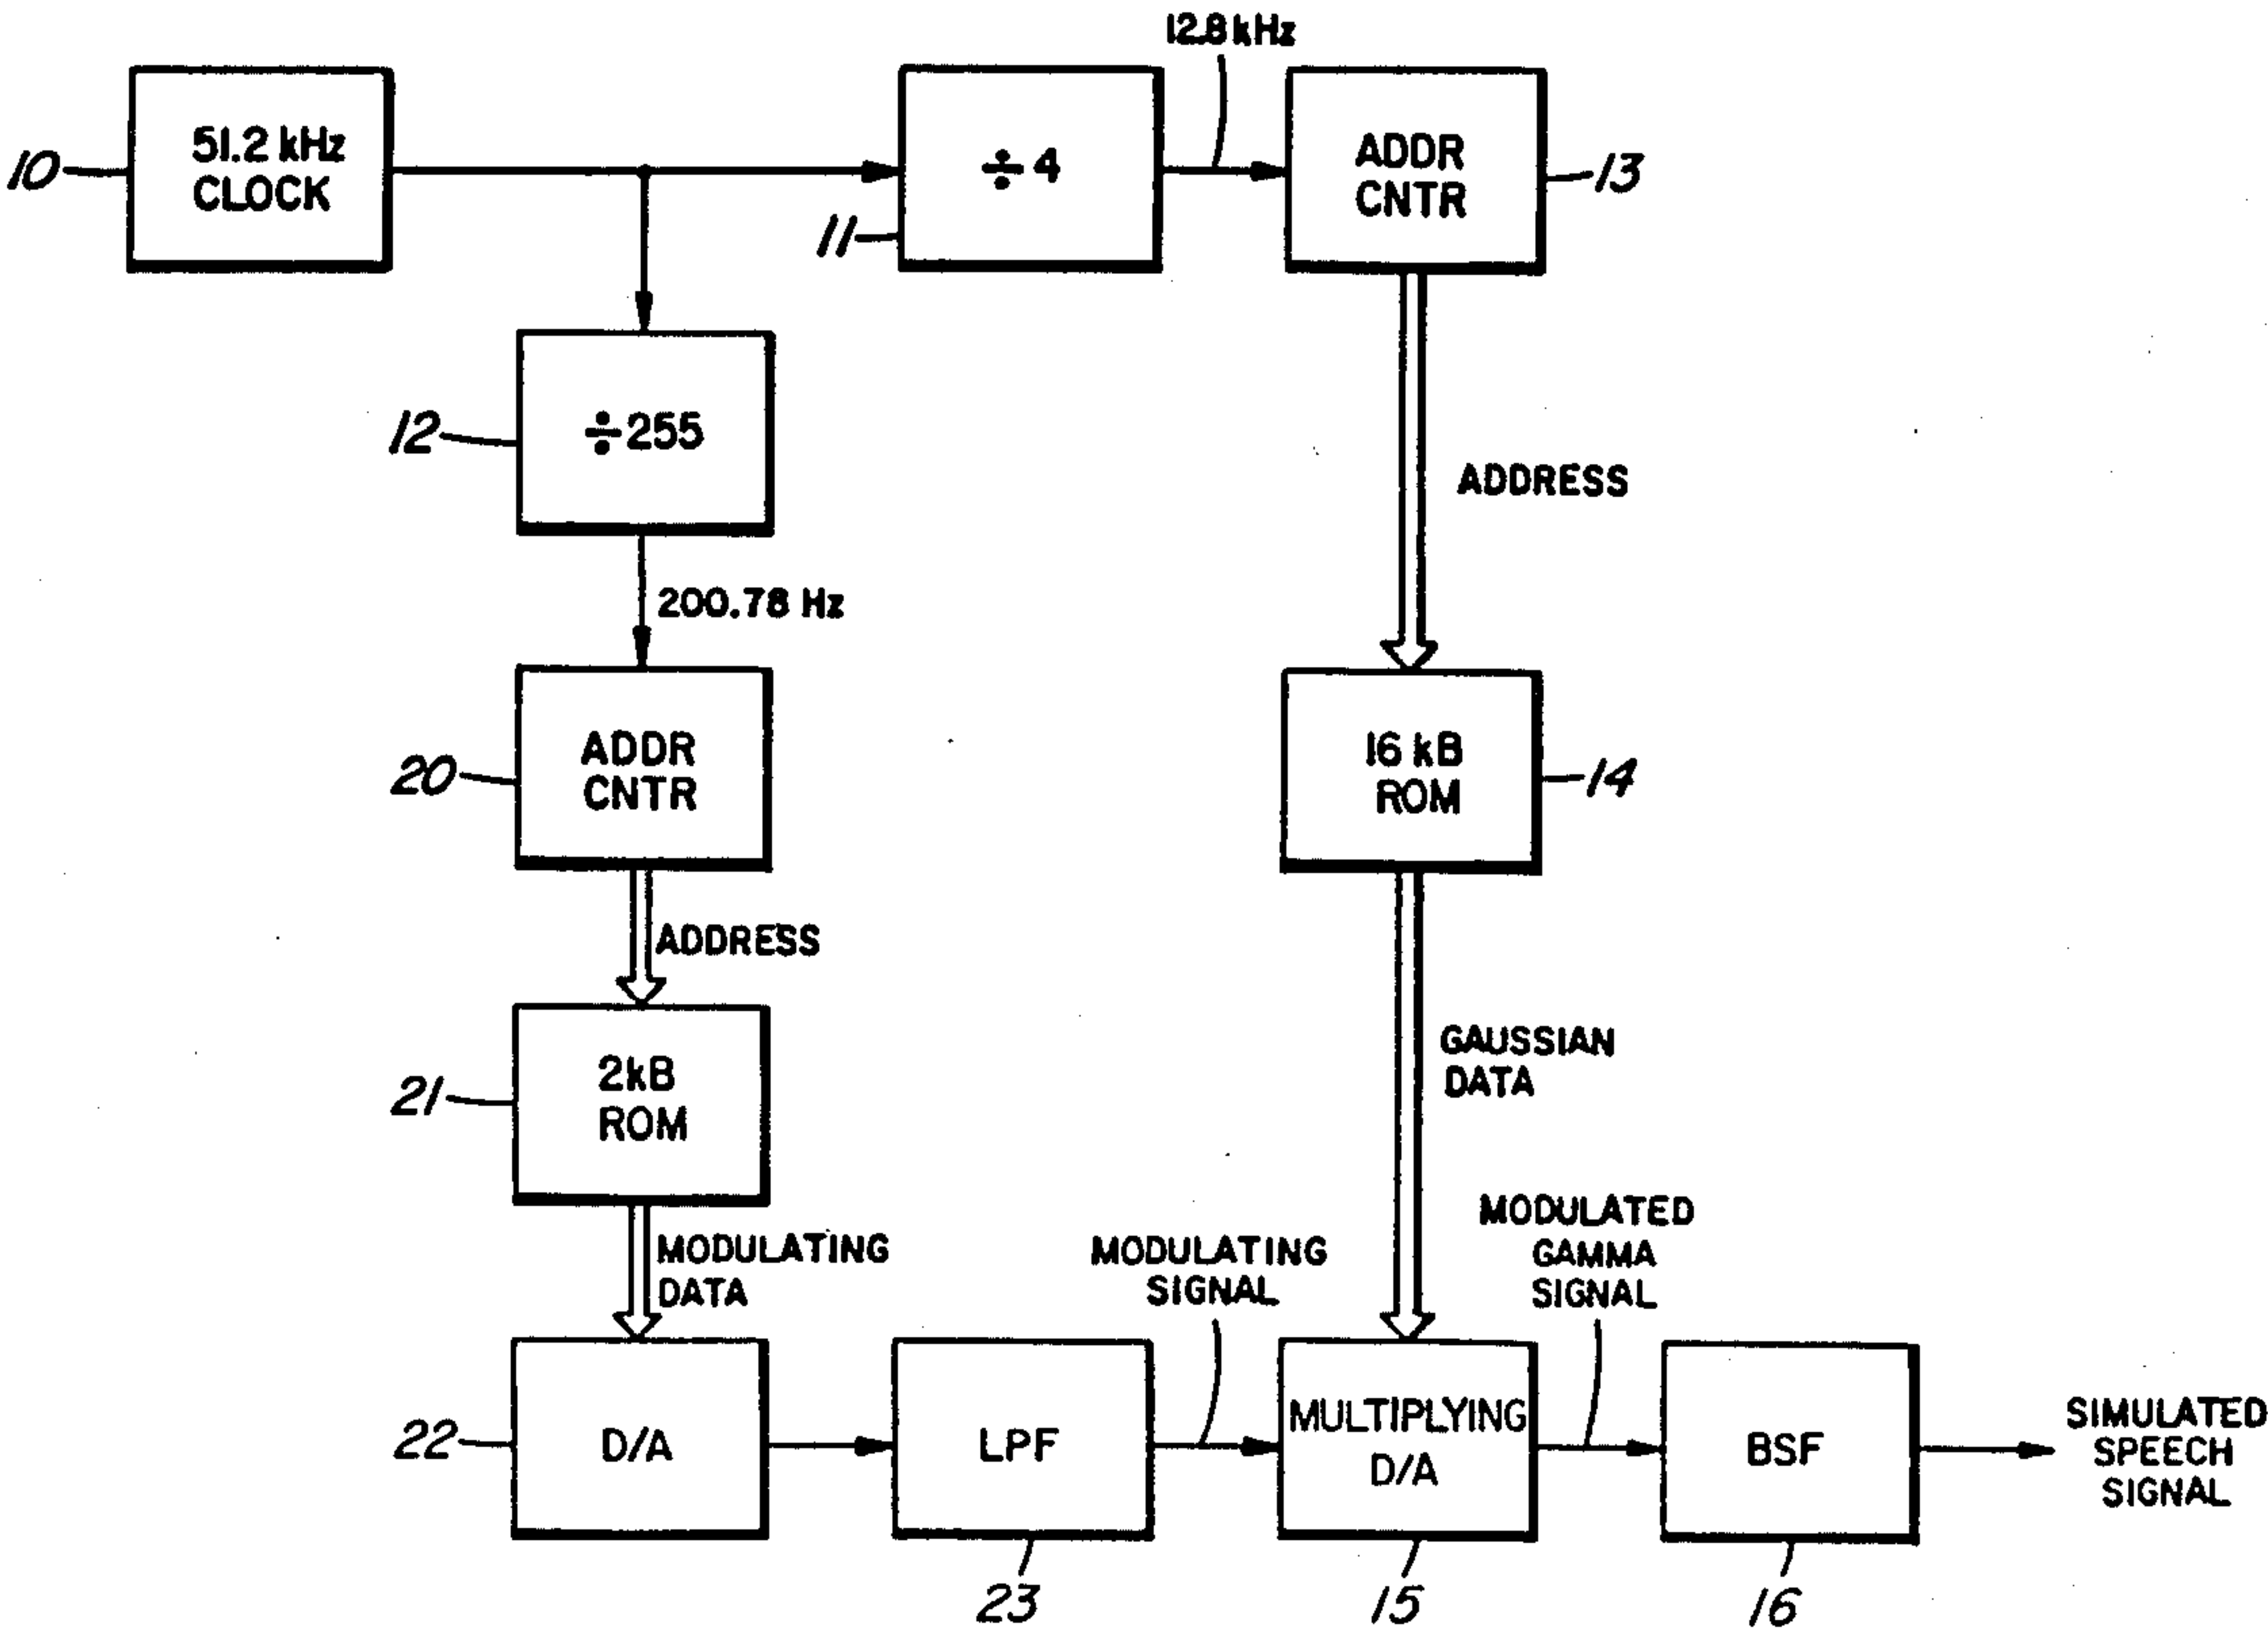 12.8 kHz
10
51.2 kHz
CLOCK
÷4
11
ADDR
CNTR
13
12
÷255
ADDRESS
200.78 Hz
20
ADDR
CNTR
16 kB
ROM
14
ADDRESS
21
2kB
ROM
GAUSSIAN
DATA
MODULATING
DATA
MODULATING
SIGNAL
MODULATED
GAMMA
SIGNAL
22
D/A
LPF
MULTIPLYING
D/A
BSF
SIMULATED
SPEECH
SIGNAL
23
15
16